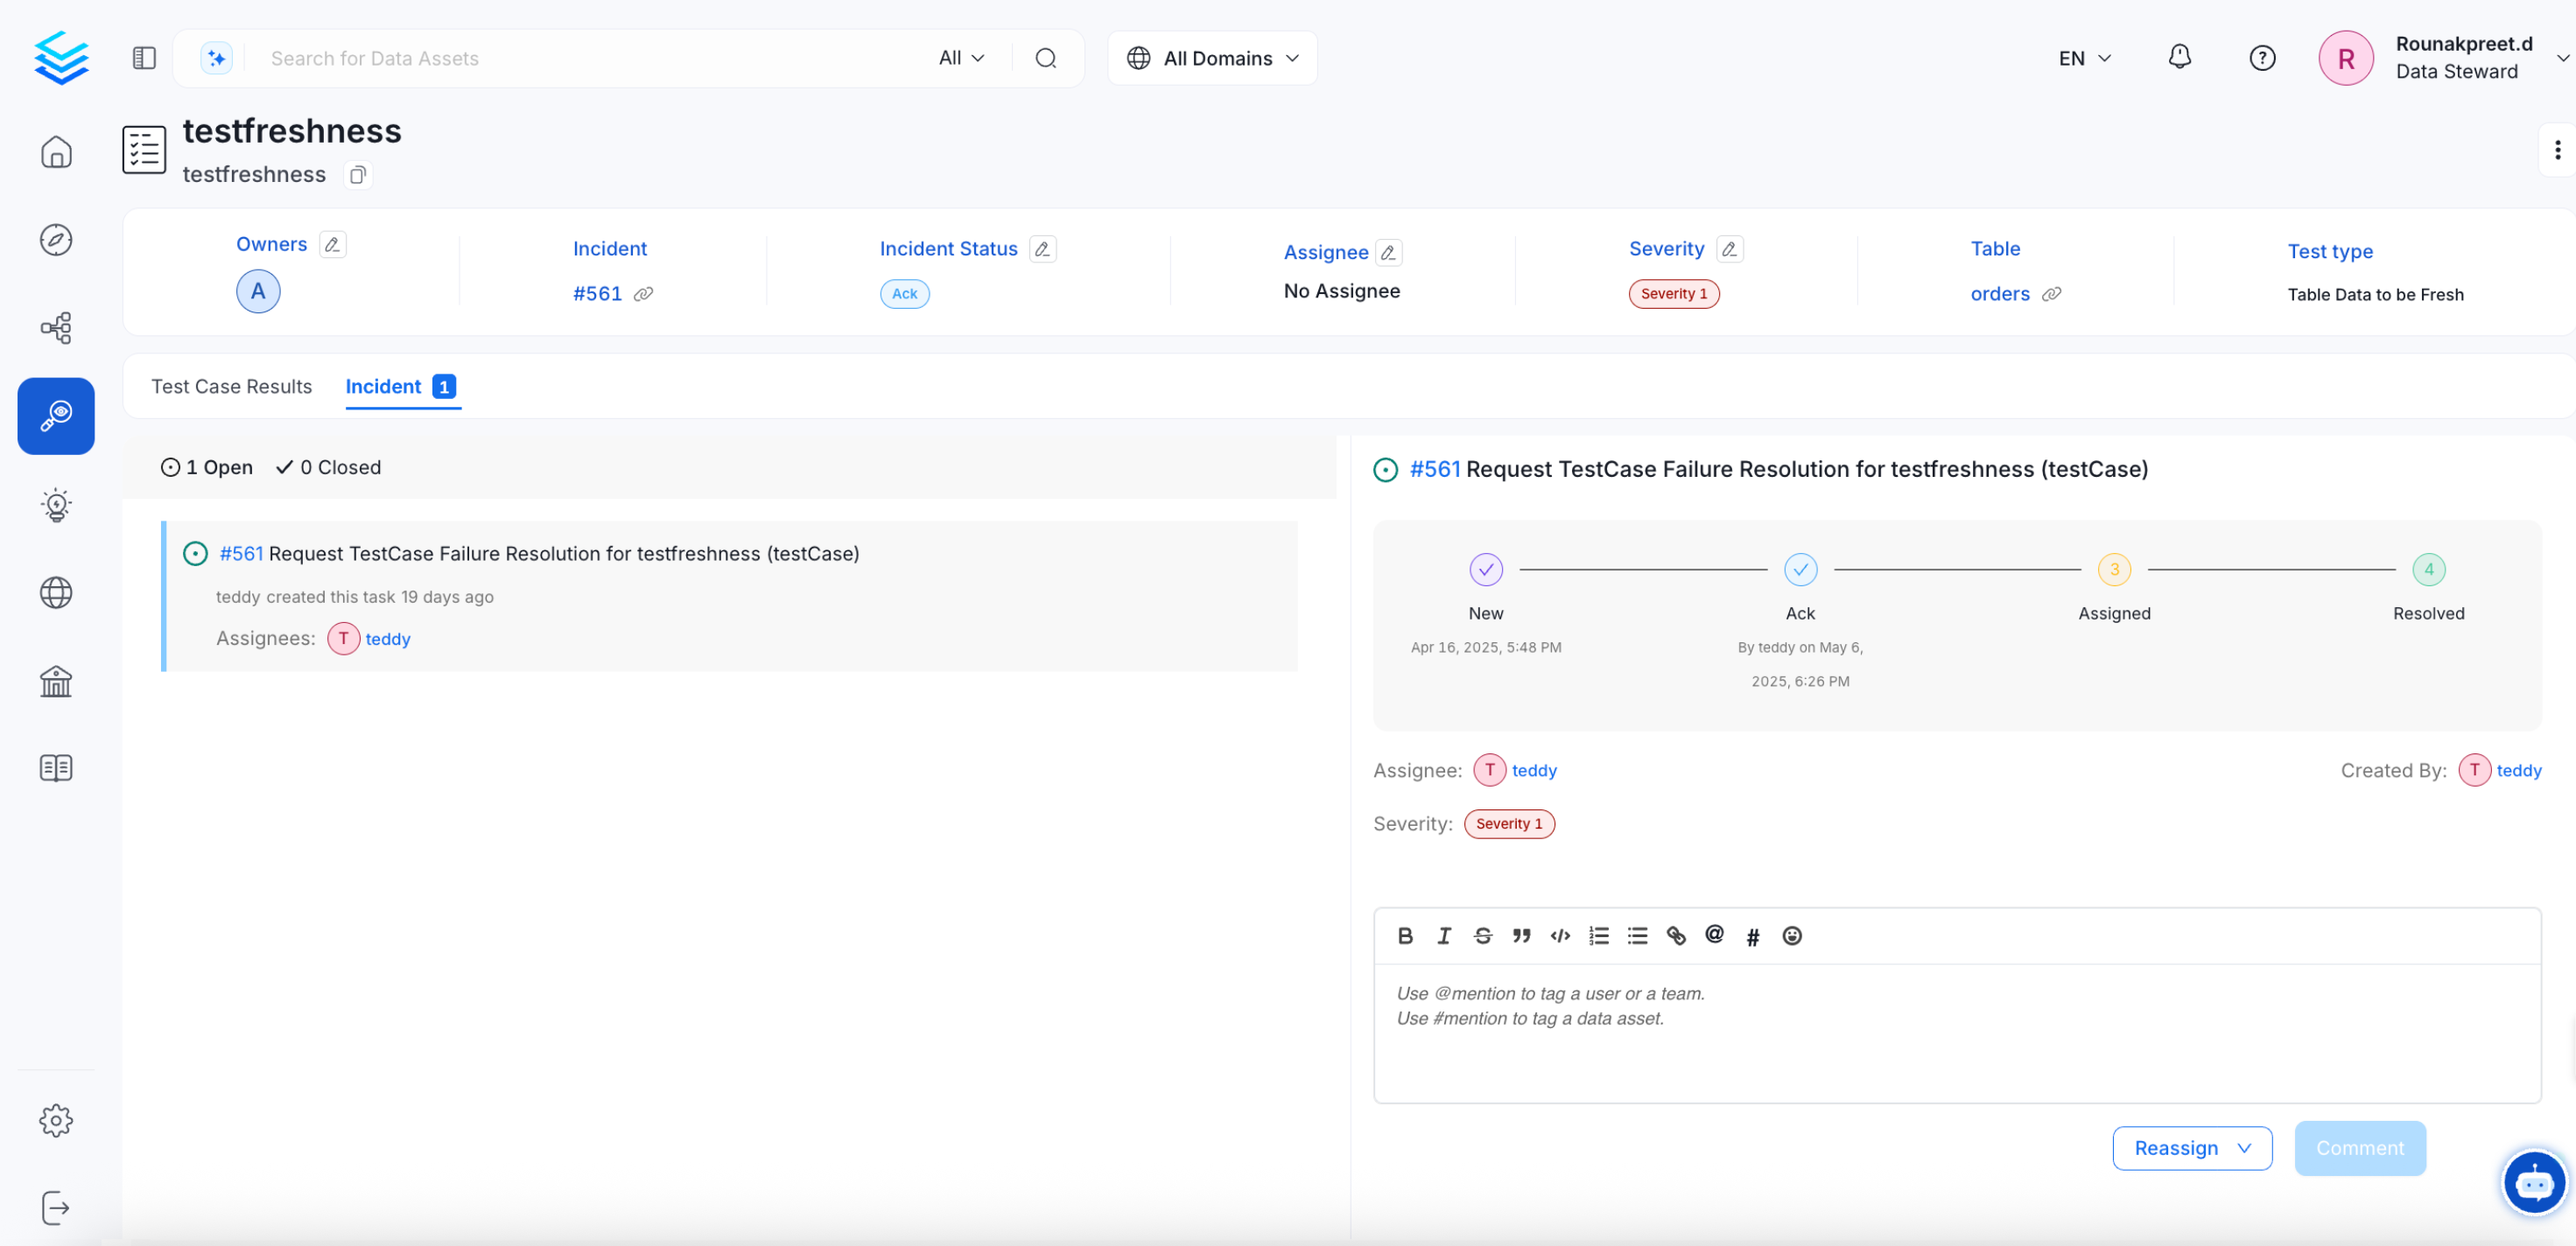 Search for Data Assets
All
All Domains
EN
R
Rounakpreet.d
Data Steward
testfreshness
testfreshness
Owners
A
Incident
#561
Incident Status
Ack
Assignee
No Assignee
Severity
Severity 1
Table
orders
Test type
Table Data to be Fresh
Test Case Results
Incident 1
1 Open
0 Closed
#561 Request TestCase Failure Resolution for testfreshness (testCase)
teddy created this task 19 days ago
Assignees: T teddy
#561 Request TestCase Failure Resolution for testfreshness (testCase)
New
Apr 16, 2025, 5:48 PM
Ack
By teddy on May 6,
2025, 6:26 PM
3
Assigned
4
Resolved
Assignee: T teddy
Created By: T teddy
Severity: Severity 1
Use @mention to tag a user or a team.
Use #mention to tag a data asset.
Reassign
Comment